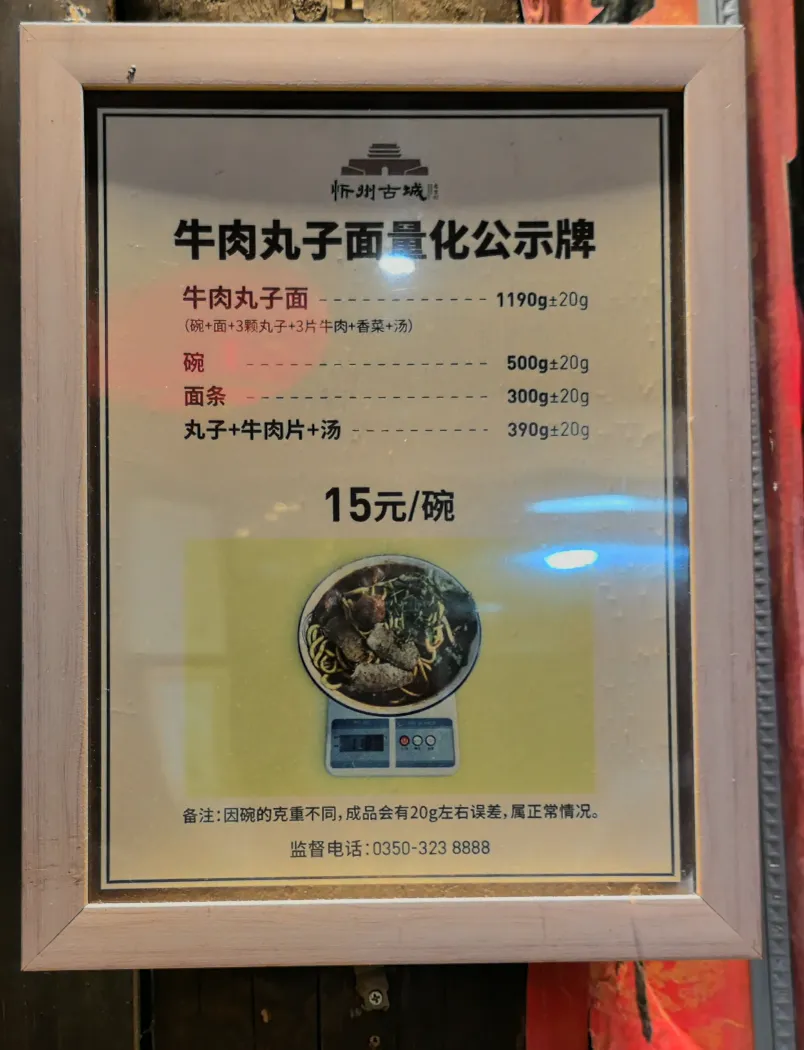 忻州古城
牛肉丸子面量化公示牌
牛肉丸子面 1190g±20g
（碗+面+3颗丸子+3片牛肉+香菜+汤）
碗 500g±20g
面条 300g±20g
丸子+牛肉片+汤 390g±20g
15元/碗
备注：因碗的克重不同，成品会有20g左右误差，属正常情况。
监督电话：0350-323 8888